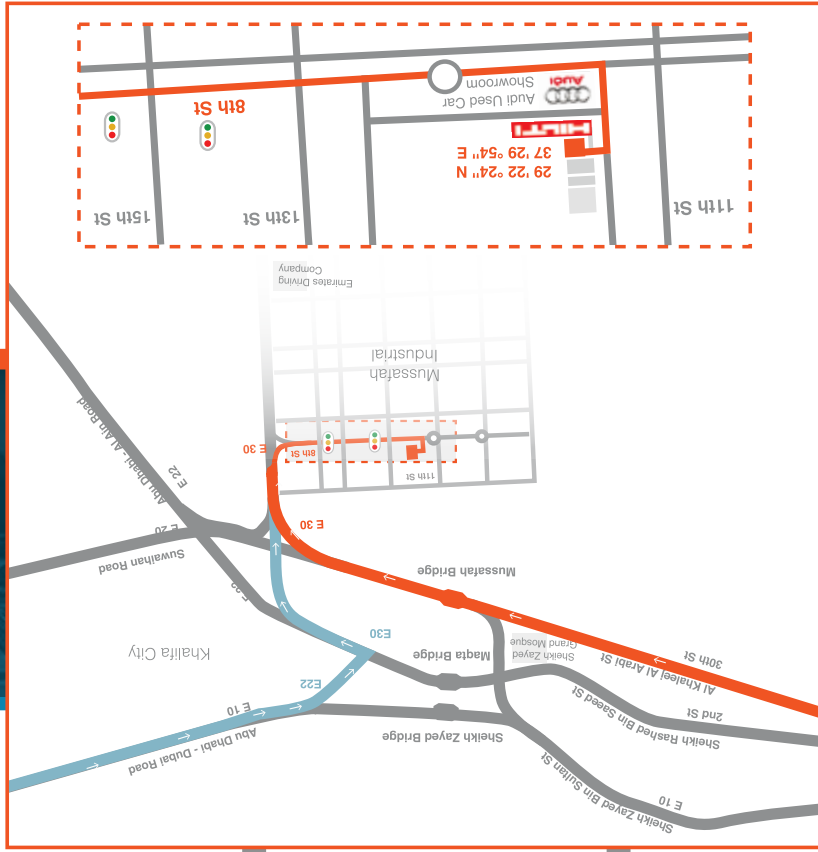 Sheikh Zayed Bin Sultan St
E 10
Abu Dhabi - Dubai Road
E 10
Sheikh Zayed Bridge
Sheikh Rashed Bin Saeed St
2nd St
E22
Al Khaleej Al Arabi St
30th St
Sheikh Zayed
Grand Mosque
Maqta Bridge
Khalifa City
E30
Mussafah Bridge
Suwaihan Road
E 20
E 30
Abu Dhabi - Al Ain Road
E 22
11th St
8th St
E 30
Mussafah
Industrial
Emirates Driving
Company
11th St
13th St
15th St
29 '22 °24" N
37 '29 °54" E
HILTI
8th St
Audi Used Car
Showroom
Audi